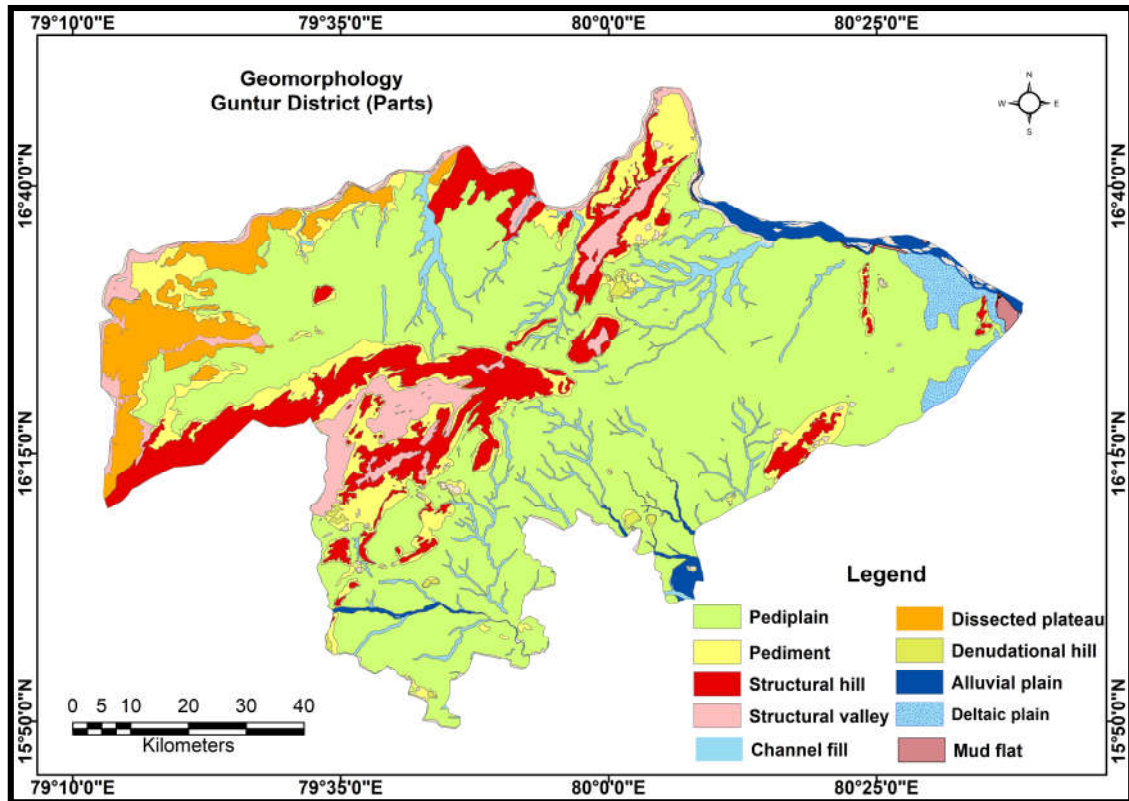 79°10'0"E 79°35'0"E 80°0'0"E 80°25'0"E
Geomorphology
Guntur District (Parts)
N
W E
S
16°40'0"N 16°40'0"N
16°15'0"N 16°15'0"N
Legend
Pediplain Dissected plateau
Pediment Denudational hill
Structural hill Alluvial plain
Structural valley Deltaic plain
Channel fill Mud flat
0 5 10 20 30 40
Kilometers
15°50'0"N 15°50'0"N
79°10'0"E 79°35'0"E 80°0'0"E 80°25'0"E